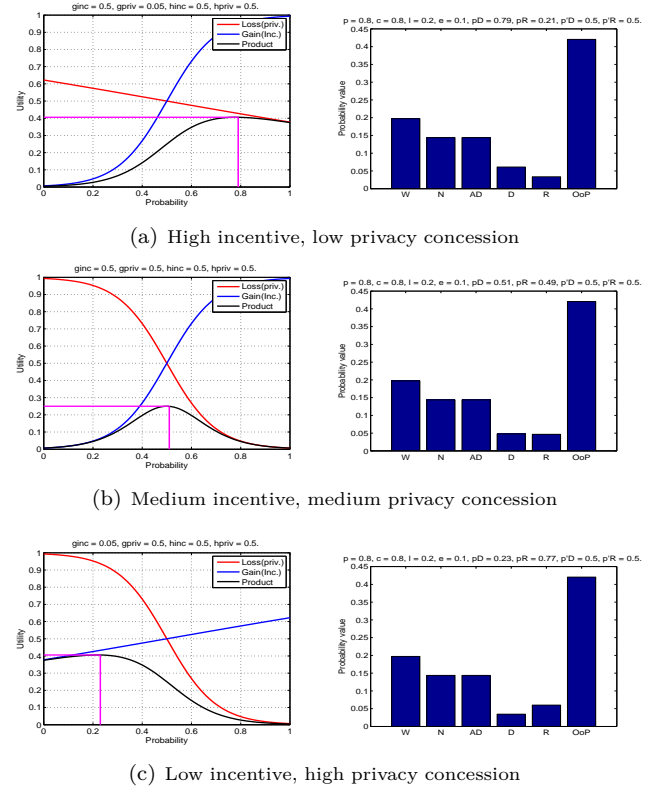 ginc = 0.5, gpriv = 0.05, hinc = 0.5, hpriv = 0.5.
Utility
1
0.9
0.8
0.7
0.6
0.5
0.4
0.3
0.2
0.1
0
Loss(priv.)
Gain(Inc.)
Product
0 0.2 0.4 0.6 0.8 1
Probability
p = 0.8, c = 0.8, l = 0.2, e = 0.1, pD = 0.79, pR = 0.21, p'D = 0.5, p'R = 0.5.
Probability value
0.45
0.4
0.35
0.3
0.25
0.2
0.15
0.1
0.05
0
W N AD D R OoP
(a) High incentive, low privacy concession
ginc = 0.5, gpriv = 0.5, hinc = 0.5, hpriv = 0.5.
Utility
1
0.9
0.8
0.7
0.6
0.5
0.4
0.3
0.2
0.1
0
Loss(priv.)
Gain(Inc.)
Product
0 0.2 0.4 0.6 0.8 1
Probability
p = 0.8, c = 0.8, l = 0.2, e = 0.1, pD = 0.51, pR = 0.49, p'D = 0.5, p'R = 0.5.
Probability value
0.45
0.4
0.35
0.3
0.25
0.2
0.15
0.1
0.05
0
W N AD D R OoP
(b) Medium incentive, medium privacy concession
ginc = 0.05, gpriv = 0.5, hinc = 0.5, hpriv = 0.5.
Utility
1
0.9
0.8
0.7
0.6
0.5
0.4
0.3
0.2
0.1
0
Loss(priv.)
Gain(Inc.)
Product
0 0.2 0.4 0.6 0.8 1
Probability
p = 0.8, c = 0.8, l = 0.2, e = 0.1, pD = 0.23, pR = 0.77, p'D = 0.5, p'R = 0.5.
Probability value
0.45
0.4
0.35
0.3
0.25
0.2
0.15
0.1
0.05
0
W N AD D R OoP
(c) Low incentive, high privacy concession